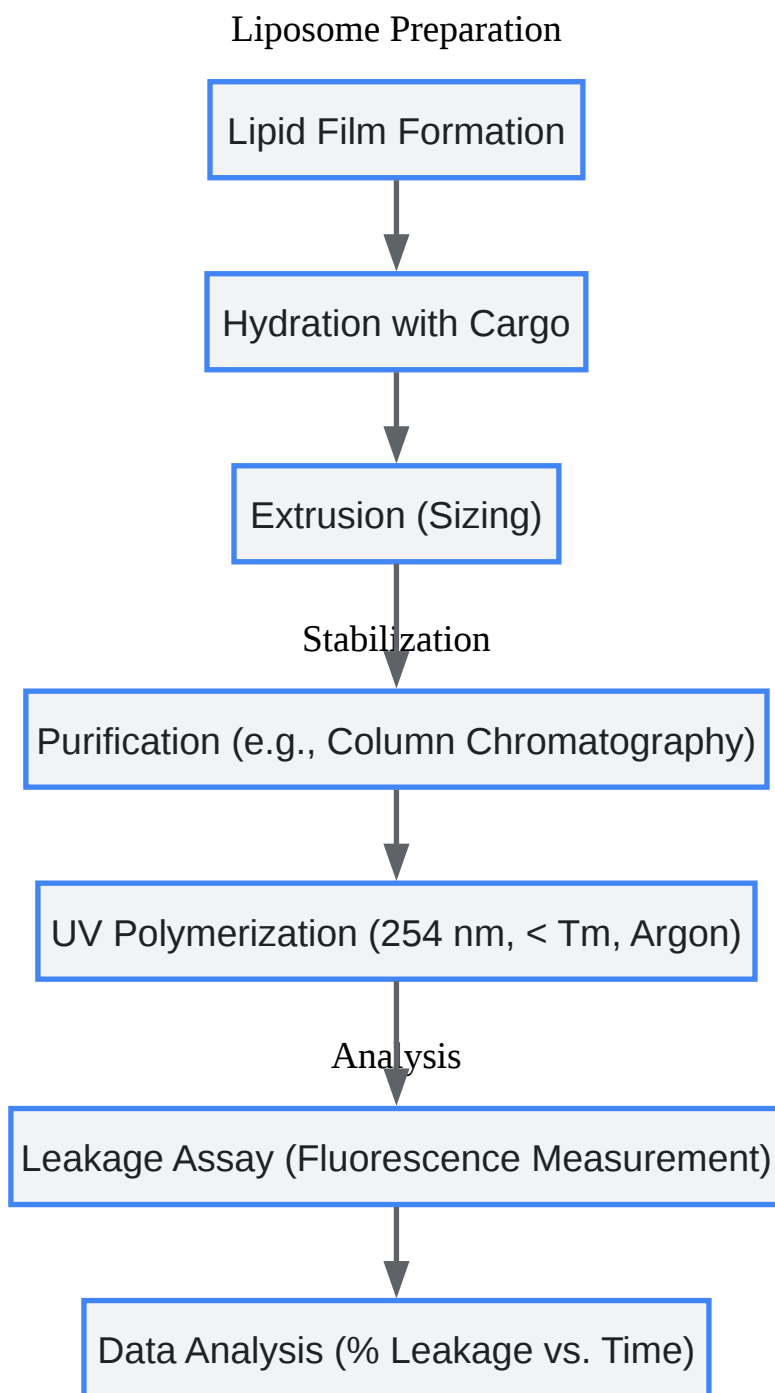 Liposome Preparation
Lipid Film Formation
Hydration with Cargo
Extrusion (Sizing)
Stabilization
Purification (e.g., Column Chromatography)
UV Polymerization (254 nm, < Tm, Argon)
Analysis
Leakage Assay (Fluorescence Measurement)
Data Analysis (% Leakage vs. Time)